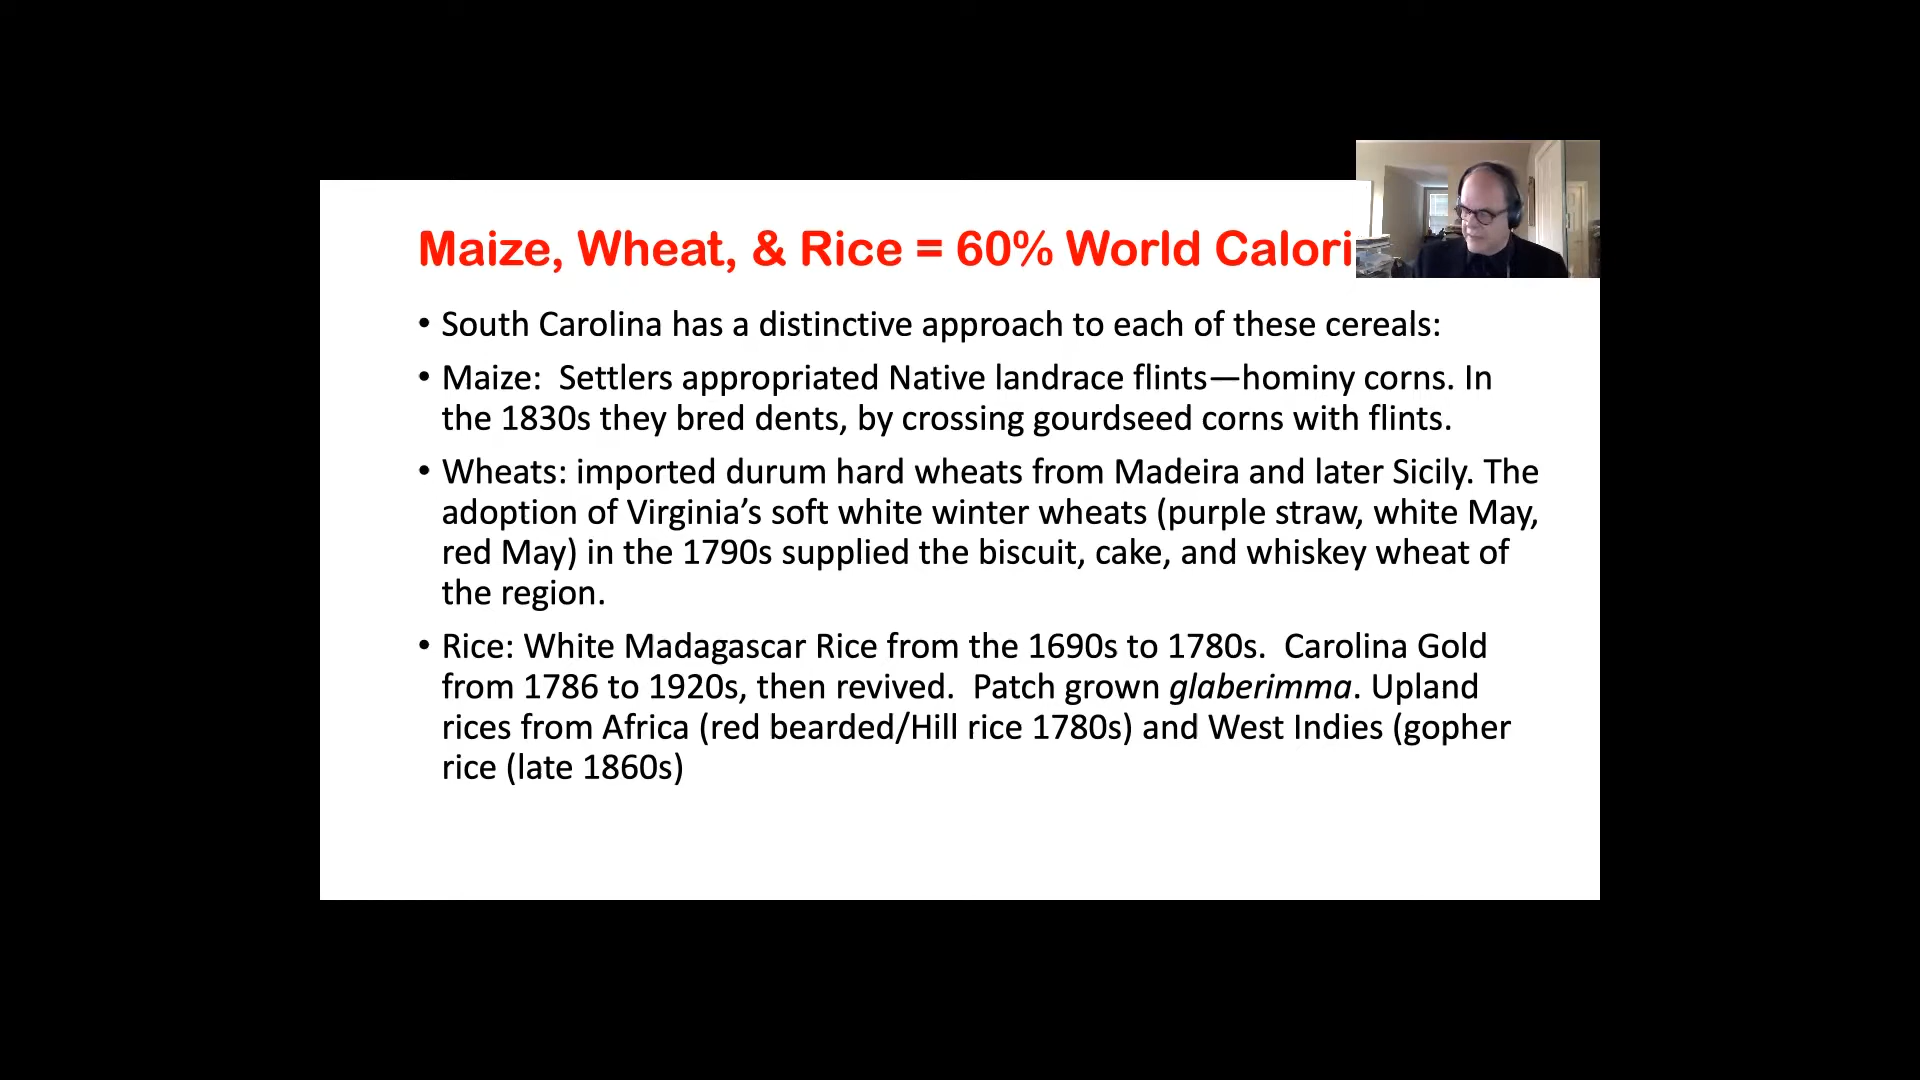 Maize, Wheat, & Rice = 60% World Calori
• South Carolina has a distinctive approach to each of these cereals:
• Maize:  Settlers appropriated Native landrace flints—hominy corns. In
the 1830s they bred dents, by crossing gourdseed corns with flints.
• Wheats: imported durum hard wheats from Madeira and later Sicily. The
adoption of Virginia’s soft white winter wheats (purple straw, white May,
red May) in the 1790s supplied the biscuit, cake, and whiskey wheat of
the region.
• Rice: White Madagascar Rice from the 1690s to 1780s.  Carolina Gold
from 1786 to 1920s, then revived.  Patch grown glaberimma. Upland
rices from Africa (red bearded/Hill rice 1780s) and West Indies (gopher
rice (late 1860s)